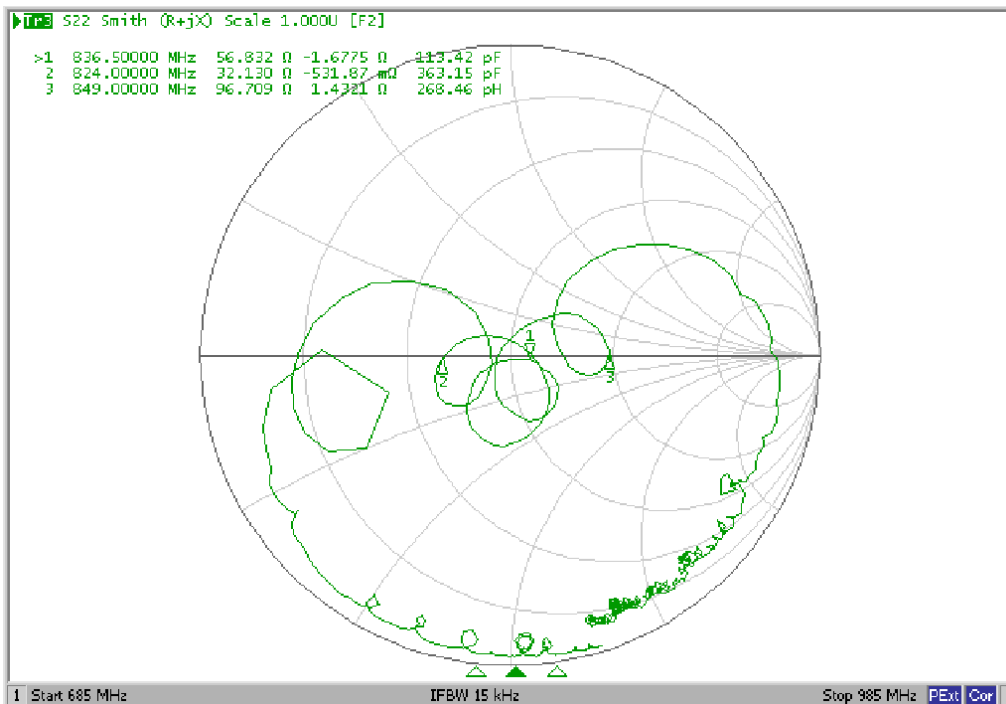 ▶Tr3 S22 Smith (R+jX) Scale 1.000U [F2]
>1 836.50000 MHz 56.832 Ω -1.6775 Ω 113.42 pF
2 824.00000 MHz 32.130 Ω -531.87 mΩ 363.15 pF
3 849.00000 MHz 96.709 Ω 1.4321 Ω 268.46 pH
1
2
3
1 Start 685 MHz IFBW 15 kHz Stop 985 MHz PExt Cor